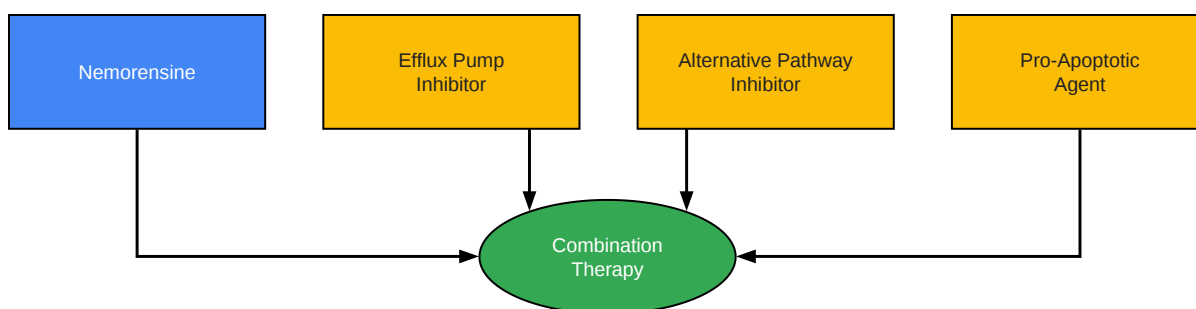 Nemorensine
Efflux Pump
Inhibitor
Alternative Pathway
Inhibitor
Pro-Apoptotic
Agent
Combination
Therapy